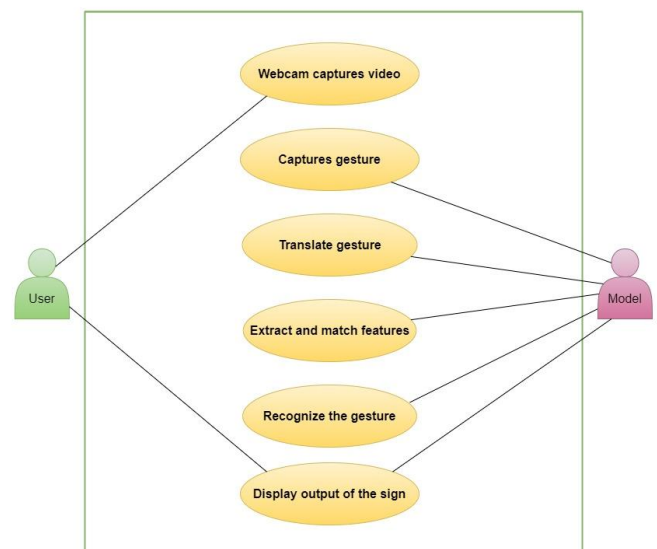 Webcam captures video
Captures gesture
Translate gesture
User
Model
Extract and match features
Recognize the gesture
Display output of the sign